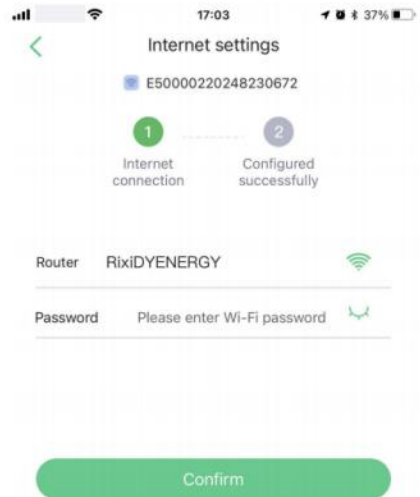 17:03
37%
Internet settings
E50000220248230672
1
2
Internet connection
Configured successfully
Router RixiDYENERGY
Password Please enter Wi-Fi password
Confirm